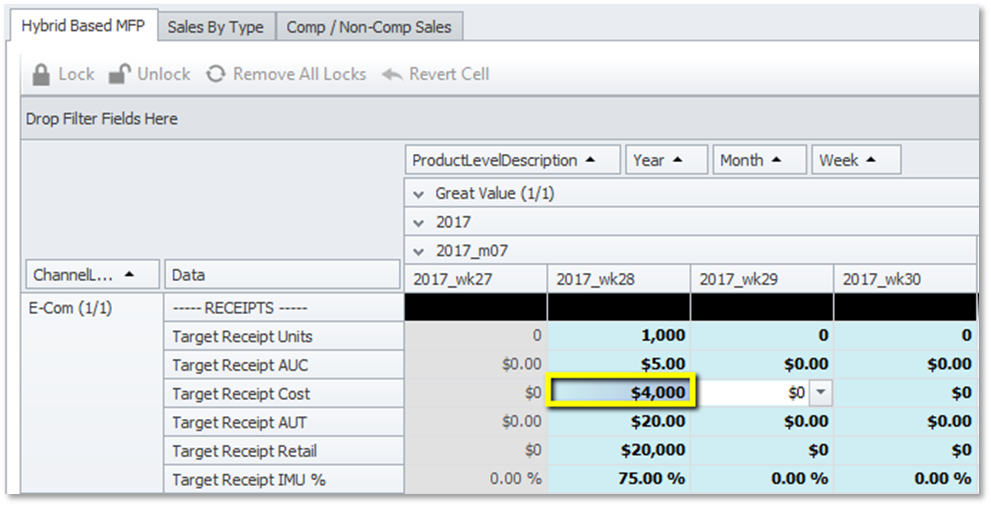 Hybrid Based MFP Sales By Type Comp / Non-Comp Sales
Lock Unlock Remove All Locks Revert Cell
Drop Filter Fields Here
ProductLevelDescription Year Month Week
Great Value (1/1)
2017
2017_m07
ChannelL... Data 2017_wk27 2017_wk28 2017_wk29 2017_wk30
E-Com (1/1) ----- RECEIPTS -----
Target Receipt Units 0 1,000 0 0
Target Receipt AUC $0.00 $5.00 $0.00 $0.00
Target Receipt Cost $0 $4,000 $0 $0
Target Receipt AUT $0.00 $20.00 $0.00 $0.00
Target Receipt Retail $0 $20,000 $0 $0
Target Receipt IMU % 0.00 % 75.00 % 0.00 % 0.00 %